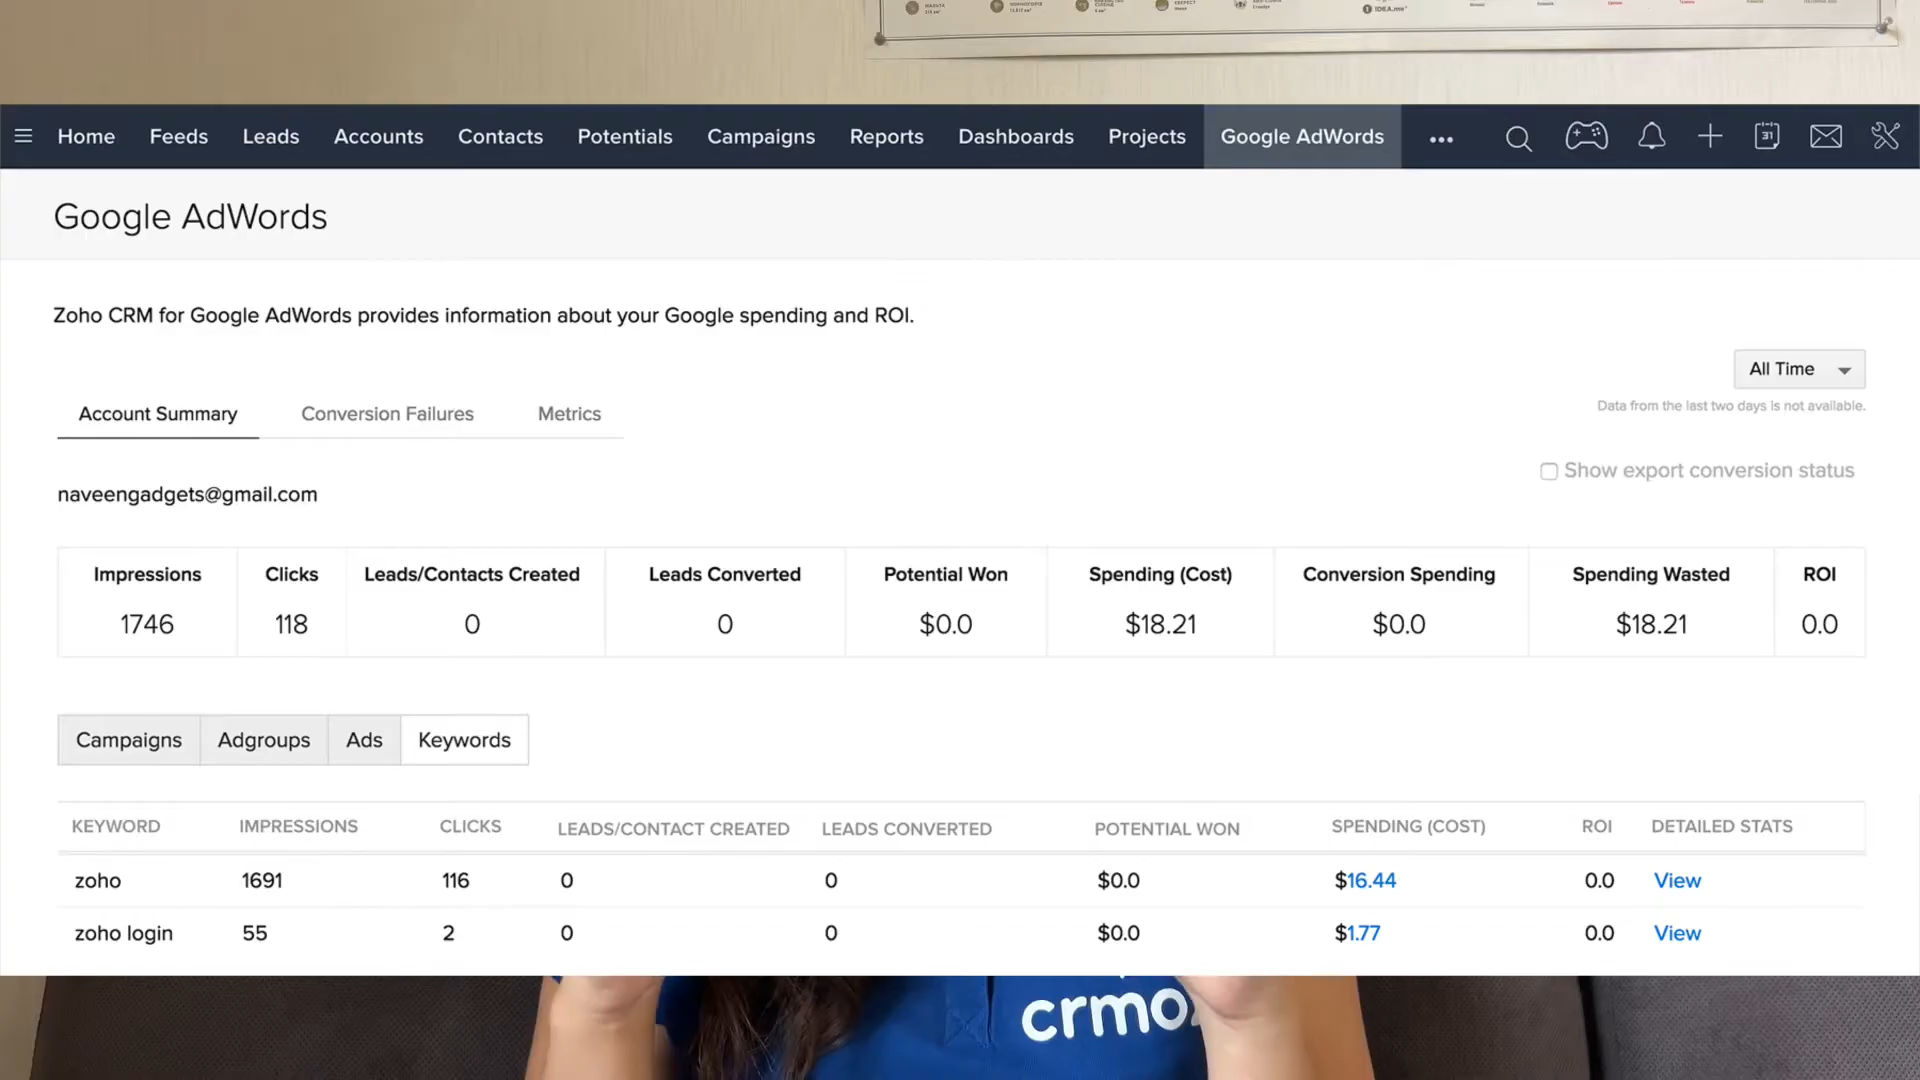 IDEA.me
Home Feeds Leads Accounts Contacts Potentials Campaigns Reports Dashboards Projects Google AdWords ...
31
Google AdWords
Zoho CRM for Google AdWords provides information about your Google spending and ROI.
All Time
Data from the last two days is not available.
Account Summary Conversion Failures Metrics
Show export conversion status
naveengadgets@gmail.com
Impressions Clicks Leads/Contacts Created Leads Converted Potential Won Spending (Cost) Conversion Spending Spending Wasted ROI
1746 118 0 0 $0.0 $18.21 $0.0 $18.21 0.0
Campaigns Adgroups Ads Keywords
KEYWORD IMPRESSIONS CLICKS LEADS/CONTACT CREATED LEADS CONVERTED POTENTIAL WON SPENDING (COST) ROI DETAILED STATS
zoho 1691 116 0 0 $0.0 $16.44 0.0 View
zoho login 55 2 0 0 $0.0 $1.77 0.0 View
crmo